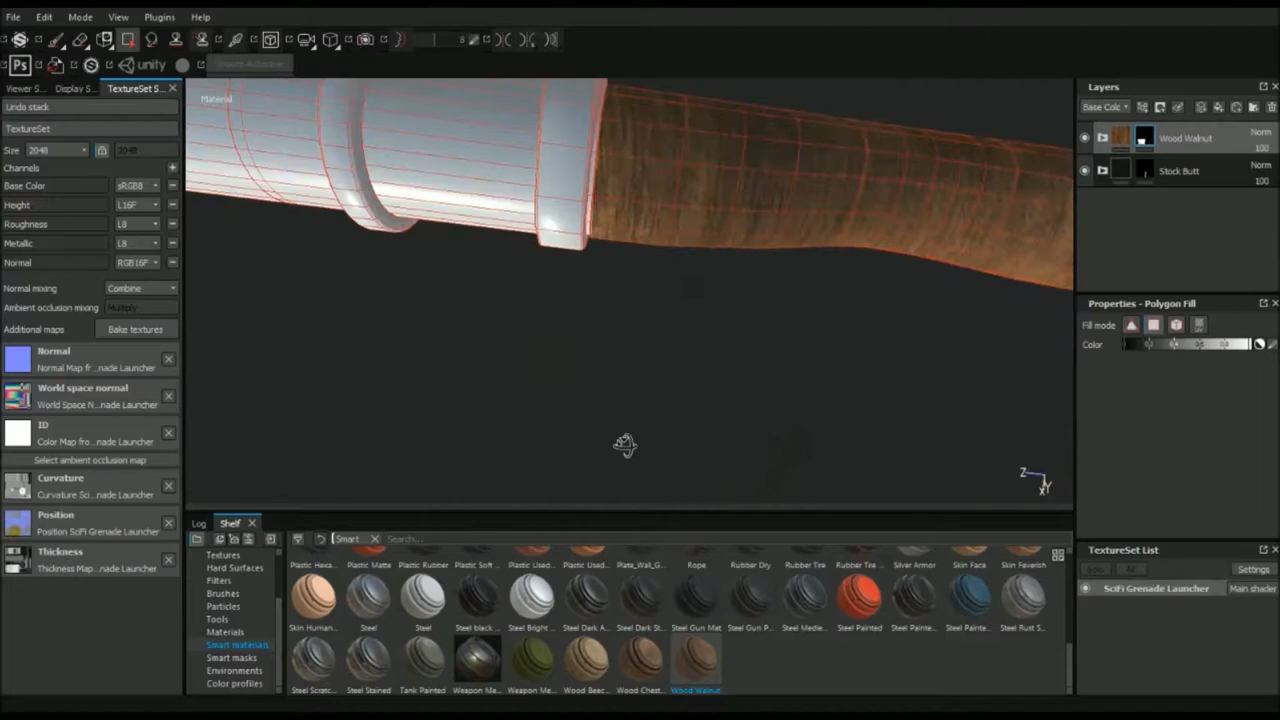 File Edit Mode View Plugins Help
8
Ps unity
Viewer S... Display S... TextureSet S...
Undo stack
TextureSet
Size 2048 2048
Channels
Base Color sRGB8
Height L16F
Roughness L8
Metallic L8
Normal RGB16F
Normal mixing Combine
Ambient occlusion mixing Multiply
Additional maps Bake textures
Normal
Normal Map fr...nade Launcher
World space normal
World Space N...nade Launcher
ID
Color Map fro...nade Launcher
Select ambient occlusion map
Curvature
Curvature Sci...nade Launcher
Position
Position SciFi Grenade Launcher
Thickness
Thickness Map...nade Launcher
Material
Z
Y
X
Log Shelf
Smart Search...
Textures
Hard Surfaces
Filters
Brushes
Particles
Tools
Materials
Smart materials
Smart masks
Environments
Color profiles
Plastic Hexa... Plastic Matte Plastic Rubber Plastic Soft ... Plastic Used... Plastic Used... Plate_Wall_G... Rope Rubber Dry Rubber Tire Rubber Tire ... Silver Armor Skin Face Skin Feverish
Skin Human... Steel Steel Steel black ... Steel Bright ... Steel Dark A... Steel Dark St... Steel Gun Mat Steel Gun P... Steel Medie... Steel Painted Steel Painte... Steel Painte... Steel Rust S...
Steel Scratc... Steel Stained Tank Painted Weapon Me... Weapon Me... Wood Beec... Wood Chest... Wood Walnut
Layers
Base Colc
Wood Walnut Norm
100
Stock Butt Norm
100
Properties - Polygon Fill
Fill mode
Color
TextureSet List
Solo All Settings
SciFi Grenade Launcher Main shader